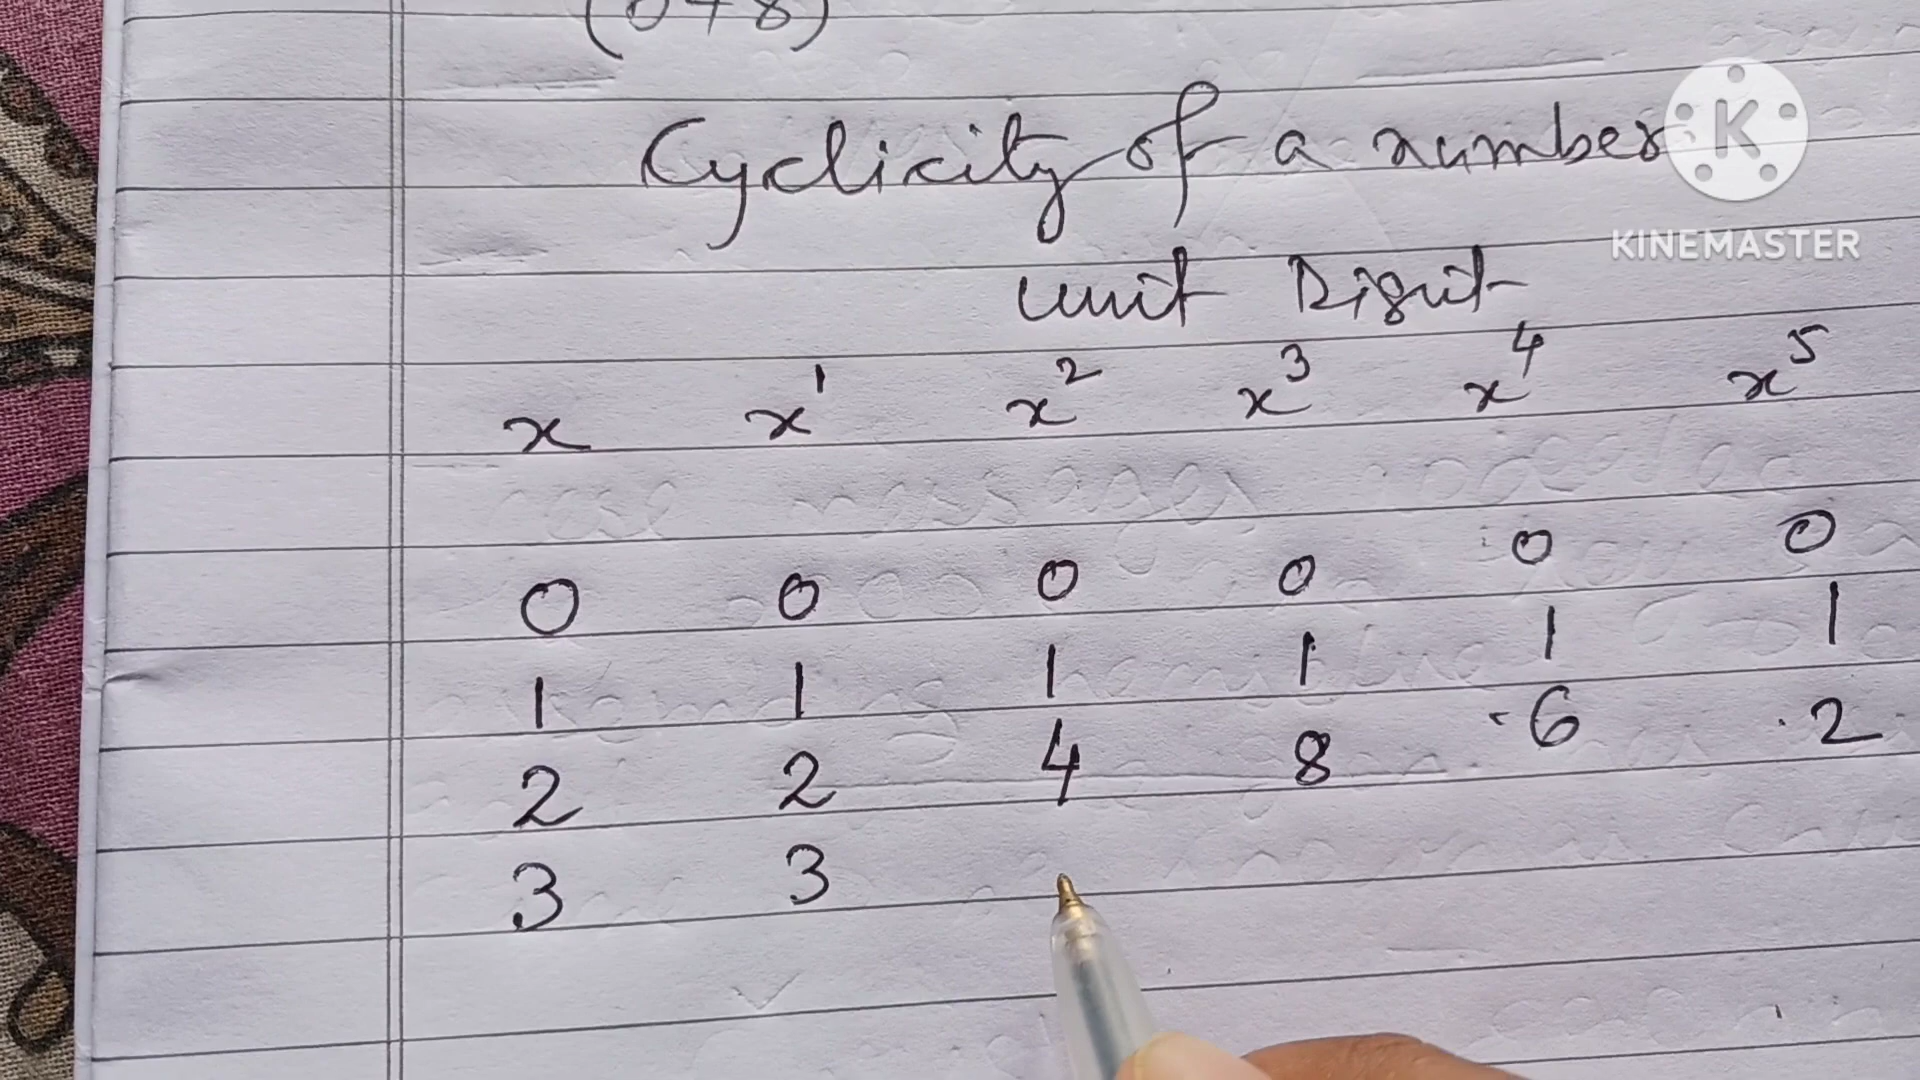 (078)
Cyclicity of a number
K
KINEMASTER
Unit Digit
x x¹ x² x³ x⁴ x⁵
0 0 0 0 0 0
1 1 1 1 1 1
2 2 4 8 6 2
3 3